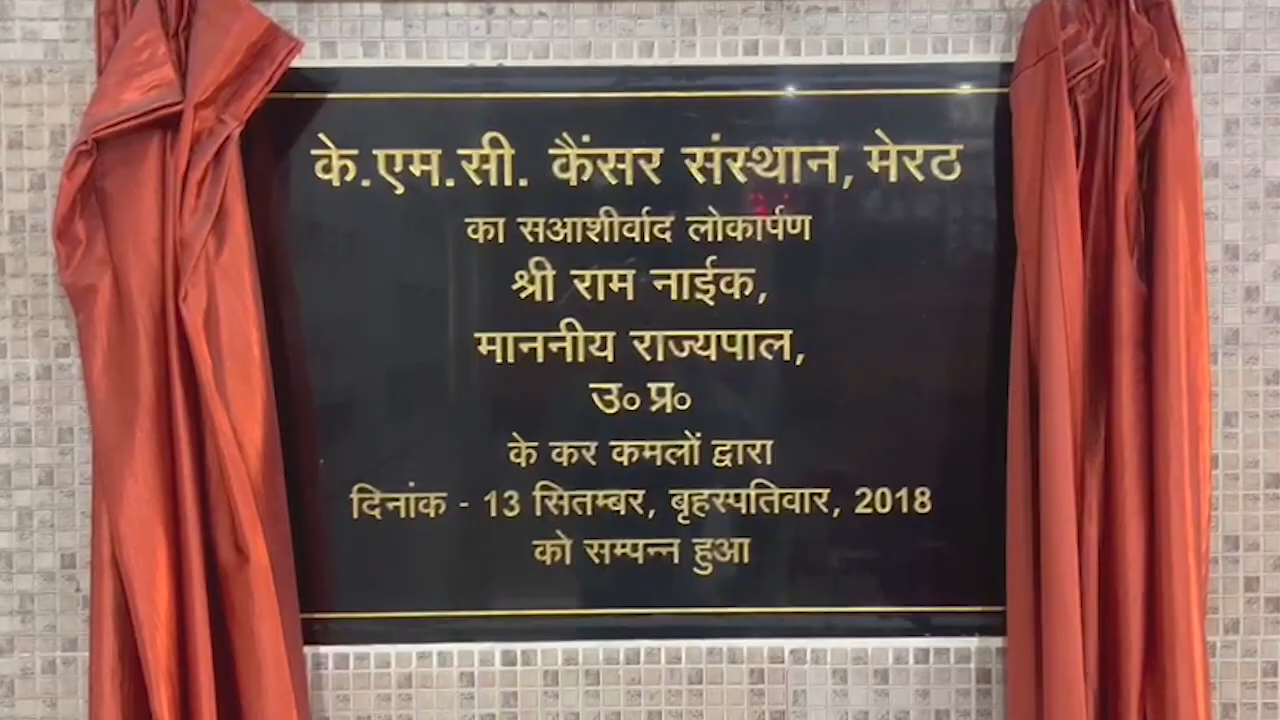 के.एम.सी. कैंसर संस्थान, मेरठ
का सआशीर्वाद लोकार्पण
श्री राम नाईक,
माननीय राज्यपाल,
उ० प्र०
के कर कमलों द्वारा
दिनांक - 13 सितम्बर, बृहस्पतिवार, 2018
को सम्पन्न हुआ